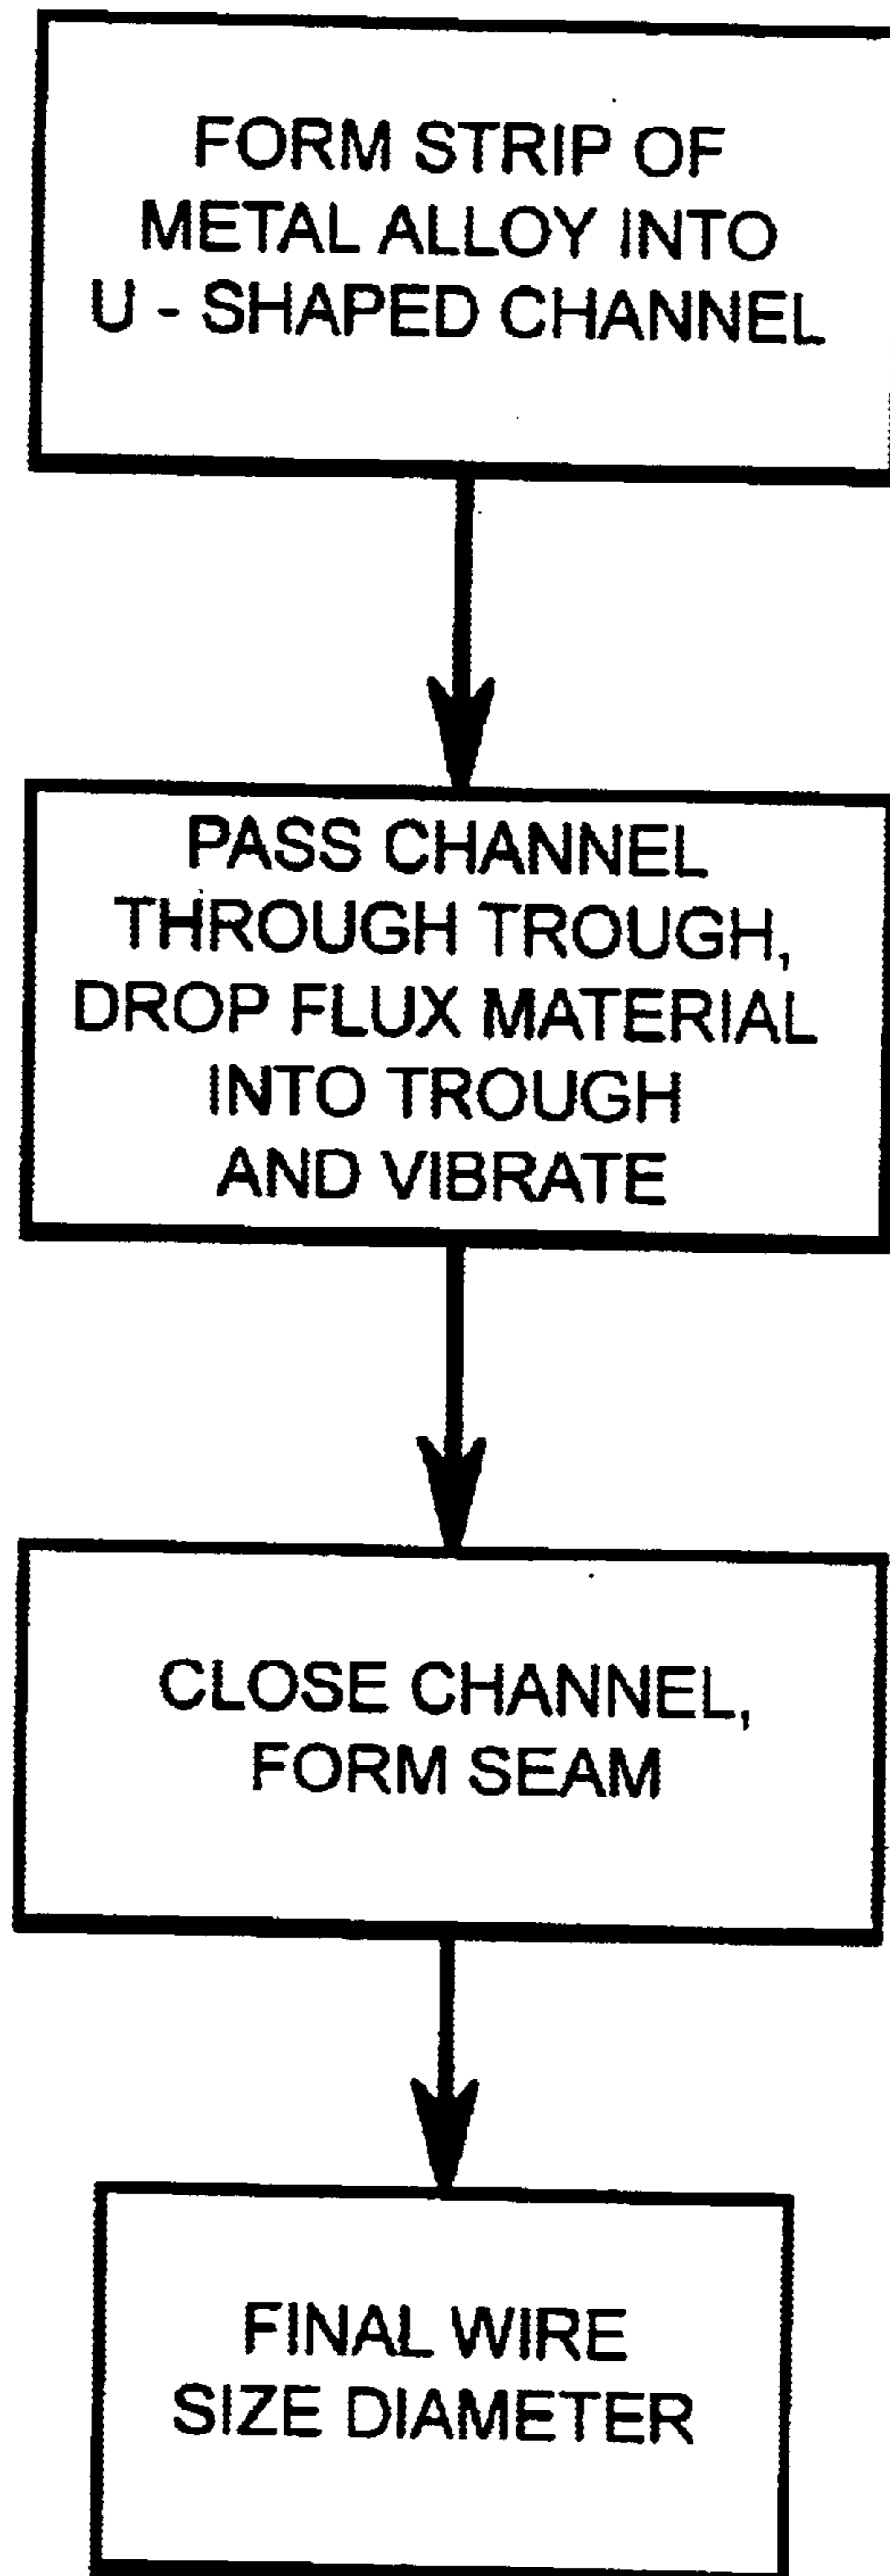 FORM STRIP OF
METAL ALLOY INTO
U - SHAPED CHANNEL
PASS CHANNEL
THROUGH TROUGH,
DROP FLUX MATERIAL
INTO TROUGH
AND VIBRATE
CLOSE CHANNEL,
FORM SEAM
FINAL WIRE
SIZE DIAMETER